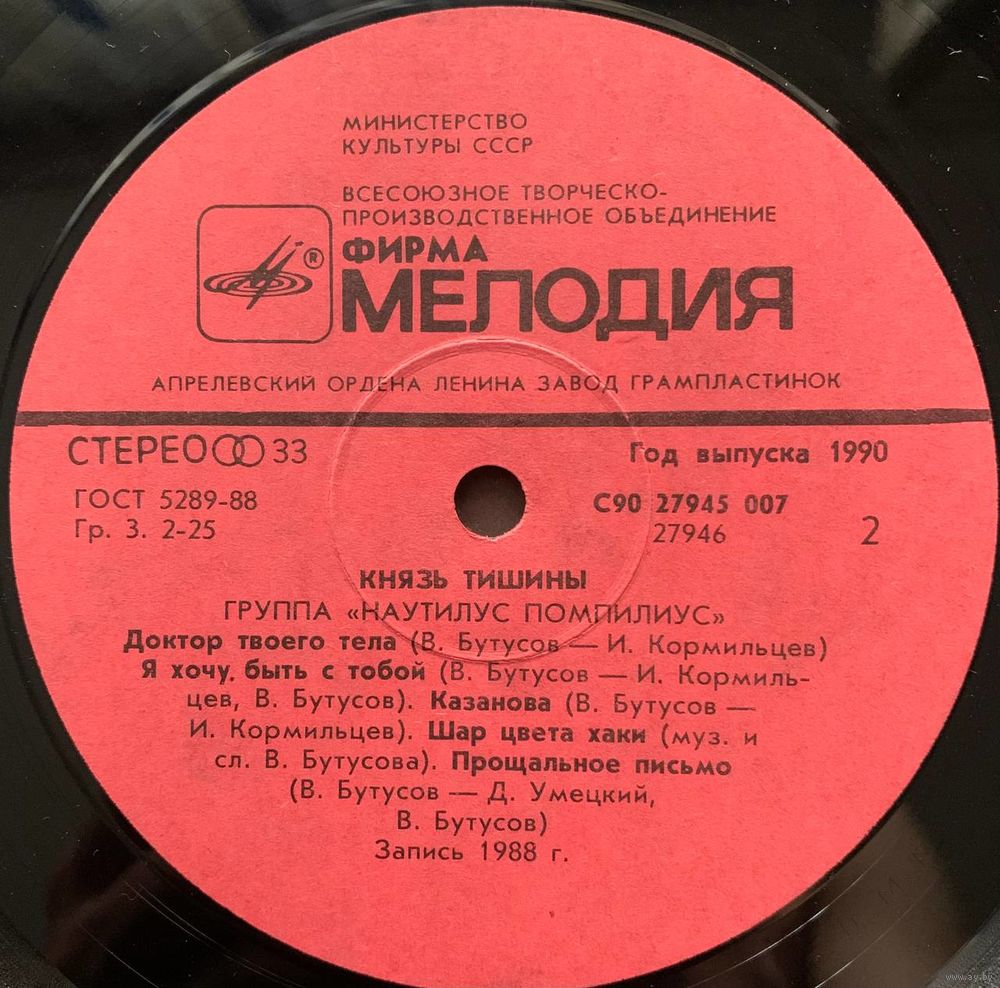 МИНИСТЕРСТВО
КУЛЬТУРЫ СССР
ВСЕСОЮЗНОЕ ТВОРЧЕСКО-
ПРОИЗВОДСТВЕННОЕ ОБЪЕДИНЕНИЕ
®
ФИРМА
МЕЛОДИЯ
АПРЕЛЕВСКИЙ ОРДЕНА ЛЕНИНА ЗАВОД ГРАМПЛАСТИНОК
СТЕРЕО 33
Год выпуска 1990
ГОСТ 5289-88
С90 27945 007
Гр. 3. 2-25
27946
2
КНЯЗЬ ТИШИНЫ
ГРУППА «НАУТИЛУС ПОМПИЛИУС»
Доктор твоего тела (В. Бутусов — И. Кормильцев)
Я хочу. быть с тобой (В. Бутусов — И. Кормиль-
цев, В. Бутусов). Казанова (В. Бутусов —
И. Кормильцев). Шар цвета хаки (муз. и
сл. В. Бутусова). Прощальное письмо
(В. Бутусов — Д. Умецкий,
В. Бутусов)
Запись 1988 г.
www.ay.by